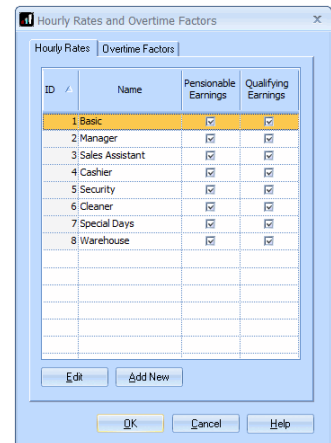 Hourly Rates and Overtime Factors x
Hourly Rates Overtime Factors
ID Name Pensionable Earnings Qualifying Earnings
1 Basic
2 Manager
3 Sales Assistant
4 Cashier
5 Security
6 Cleaner
7 Special Days
8 Warehouse
Edit Add New
OK Cancel Help